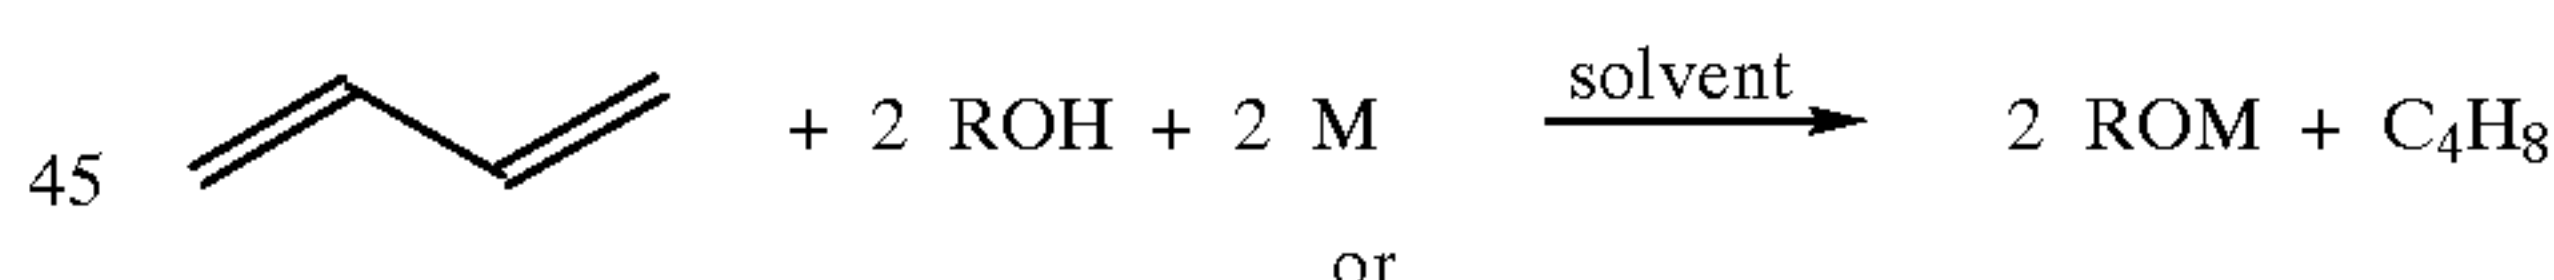 solvent
45 + 2 ROH + 2 M 2 ROM + C₄H₈
or